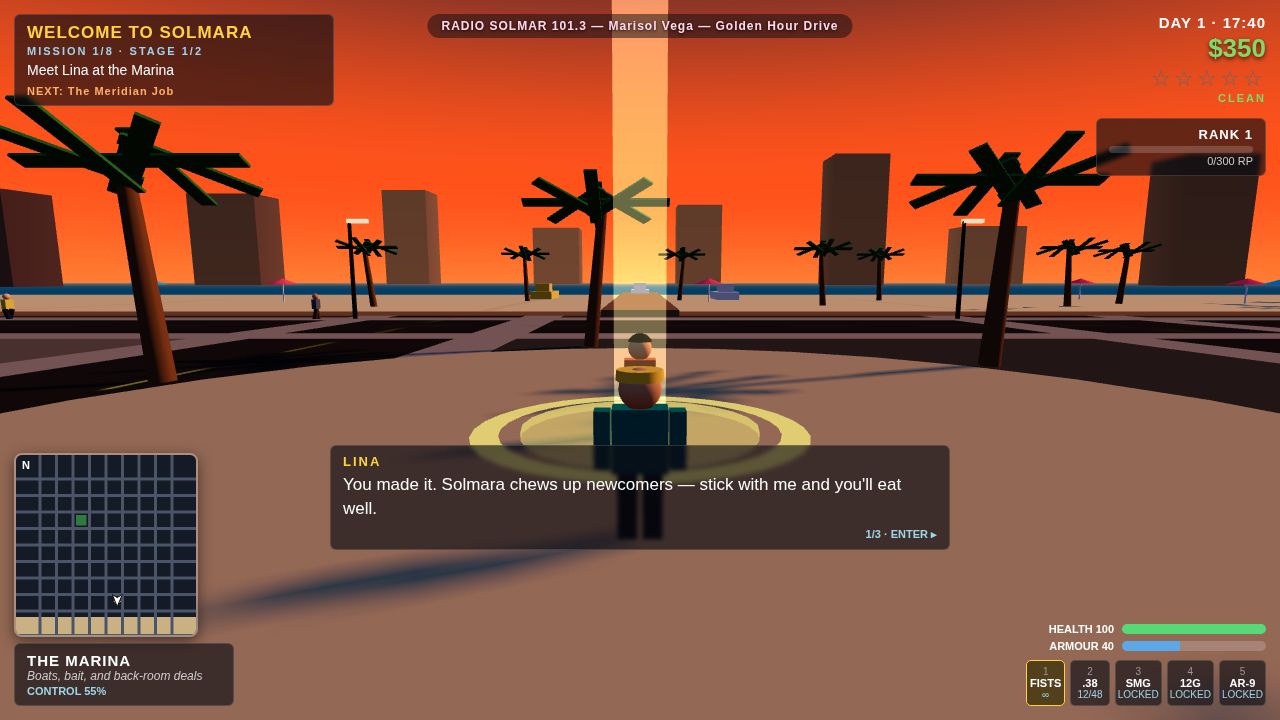 WELCOME TO SOLMARA
MISSION 1/8 · STAGE 1/2
Meet Lina at the Marina
NEXT: The Meridian Job
RADIO SOLMAR 101.3 — Marisol Vega — Golden Hour Drive
DAY 1 · 17:40
$350
☆☆☆☆☆
CLEAN
RANK 1
0/300 RP
N
LINA
You made it. Solmara chews up newcomers — stick with me and you'll eat
well.
1/3 · ENTER ▸
THE MARINA
Boats, bait, and back-room deals
CONTROL 55%
HEALTH 100
ARMOUR 40
1 2 3 4 5
FISTS .38 SMG 12G AR-9
∞ 12/48 LOCKED LOCKED LOCKED